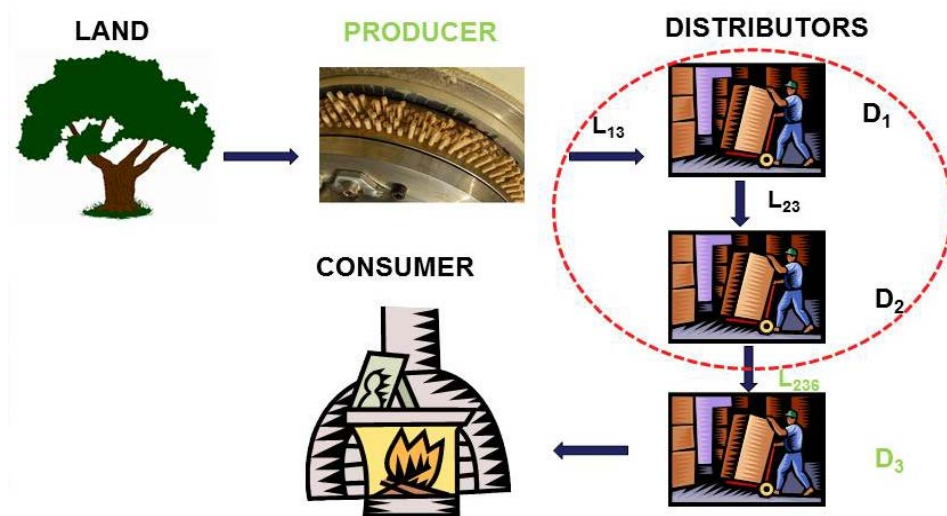 LAND
PRODUCER
DISTRIBUTORS
L13
D1
L23
CONSUMER
D2
L236
D3